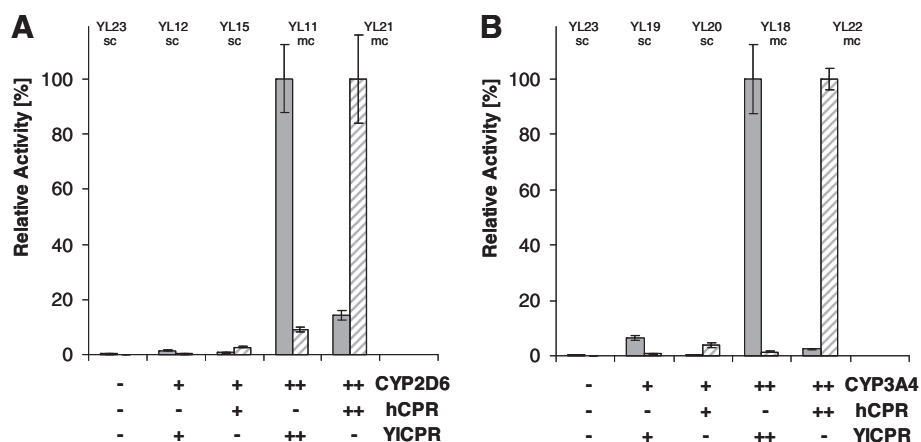 A
YL23 YL12 YL15 YL11 YL21
sc sc sc mc mc
Relative Activity [%]
100
80
60
40
20
0
- + + ++ ++ CYP2D6
- - + - ++ hCPR
- + - ++ - YlCPR
B
YL23 YL19 YL20 YL18 YL22
sc sc sc mc mc
Relative Activity [%]
100
80
60
40
20
0
- + + ++ ++ CYP3A4
- - + - ++ hCPR
- + - ++ - YlCPR